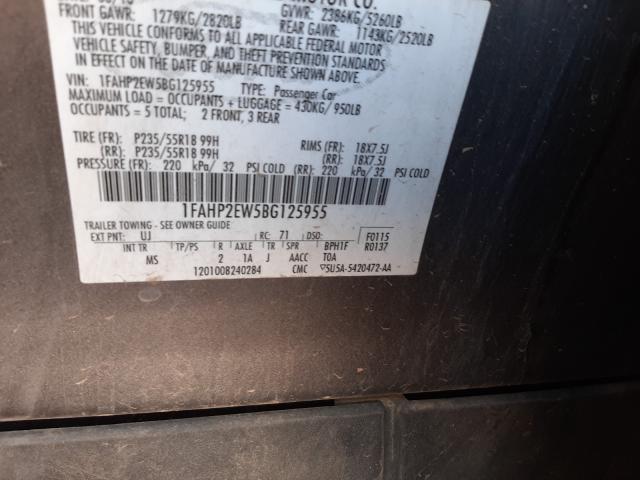 MOTOR CO.
FRONT GAWR: 1279KG/2820LB GVWR: 2386KG/5260LB
REAR GAWR: 1143KG/2520LB
THIS VEHICLE CONFORMS TO ALL APPLICABLE FEDERAL MOTOR
VEHICLE SAFETY, BUMPER, AND THEFT PREVENTION STANDARDS
IN EFFECT ON THE DATE OF MANUFACTURE SHOWN ABOVE.
VIN: 1FAHP2EW5BG125955 TYPE: Passenger Car
MAXIMUM LOAD = OCCUPANTS + LUGGAGE = 430KG/950LB
OCCUPANTS = 5 TOTAL; 2 FRONT, 3 REAR
TIRE (FR): P235/55R18 99H RIMS (FR): 18X7.5J
(RR): P235/55R18 99H (RR): 18X7.5J
PRESSURE (FR): 220 kPa/ 32 PSI COLD (RR) 220 kPa/ 32 PSI COLD
1FAHP2EW5BG125955
TRAILER TOWING - SEE OWNER GUIDE
EXT PNT: UJ RC: 71 DSO: F0115
INT TR TP/PS R AXLE TR SPR BPH1F R0137
MS 2 1A J AACC TOA
1201008240284 CMC 5U5A-5420472-AA